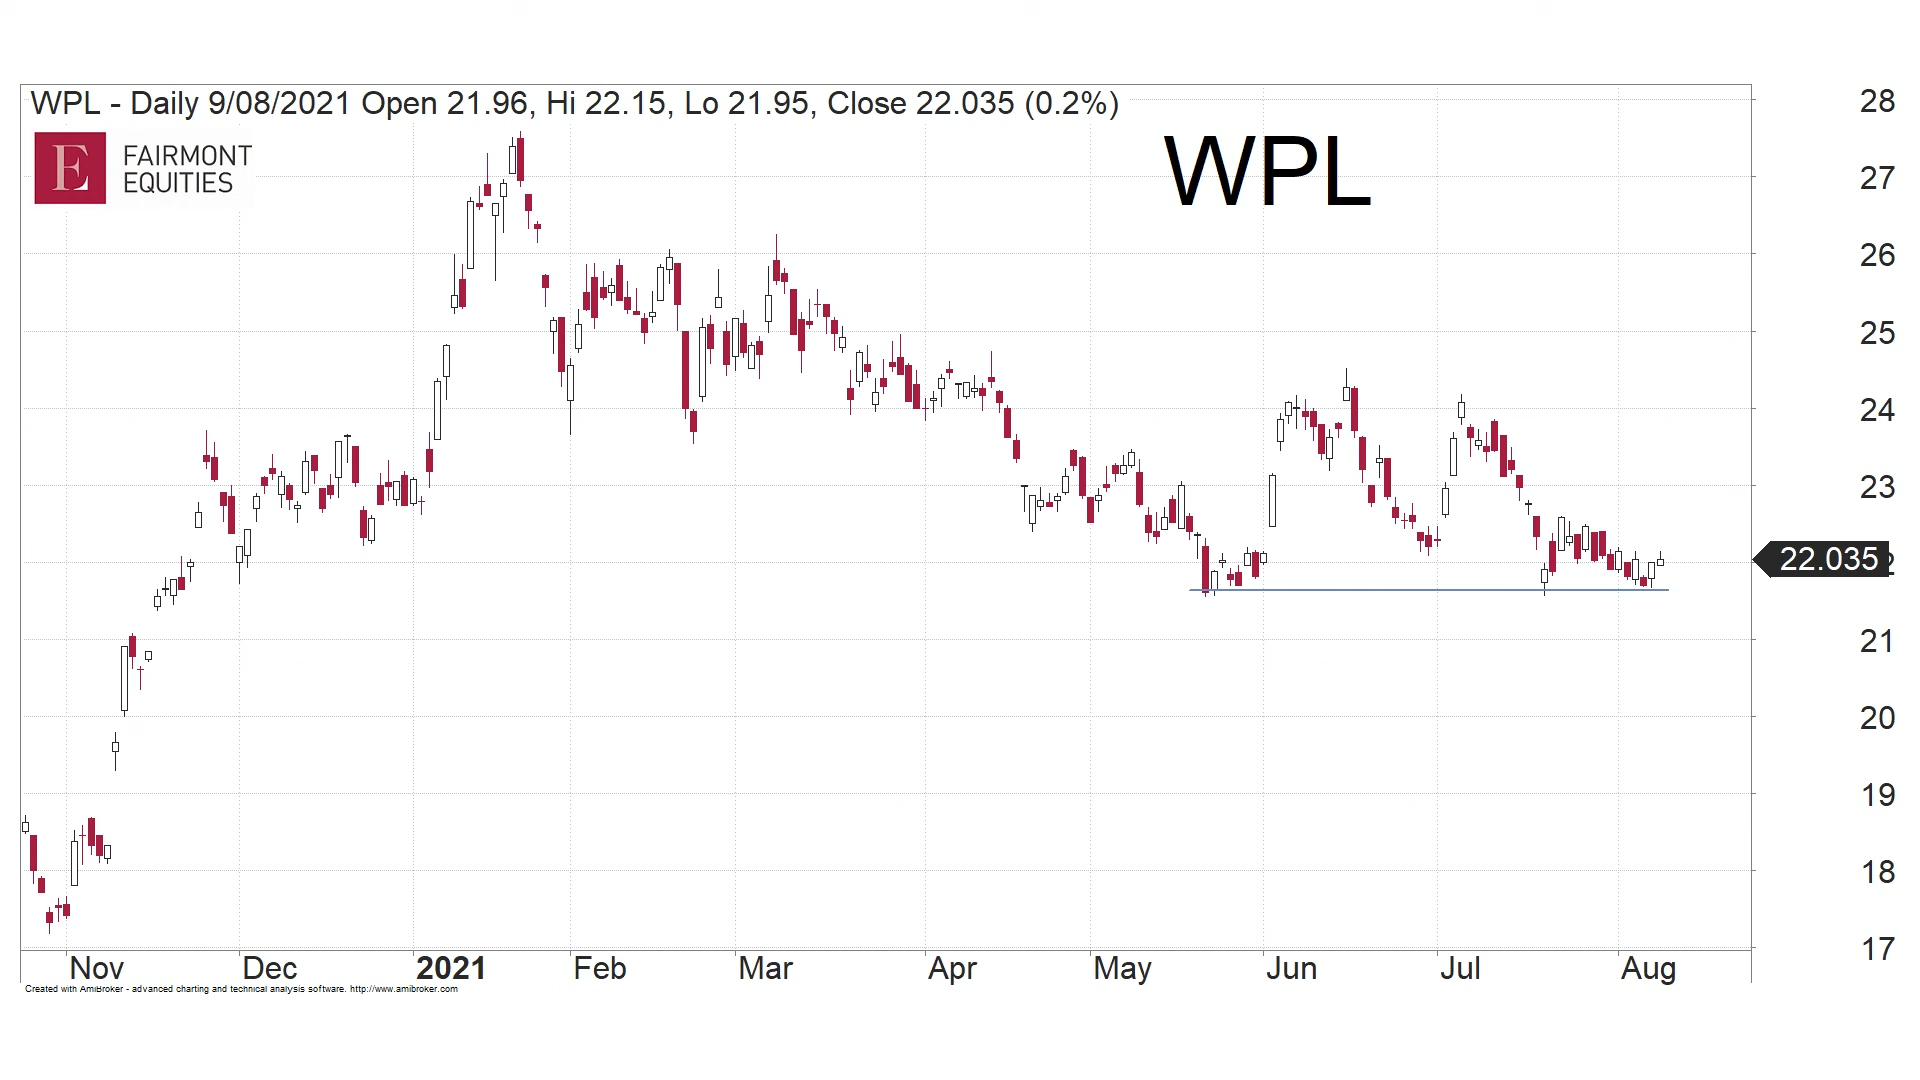 WPL - Daily 9/08/2021 Open 21.96, Hi 22.15, Lo 21.95, Close 22.035 (0.2%)
E
FAIRMONT
EQUITIES
WPL
28
27
26
25
24
23
22.035
21
20
19
18
17
Nov Dec 2021 Feb Mar Apr May Jun Jul Aug
Created with AmiBroker - advanced charting and technical analysis software. http://www.amibroker.com